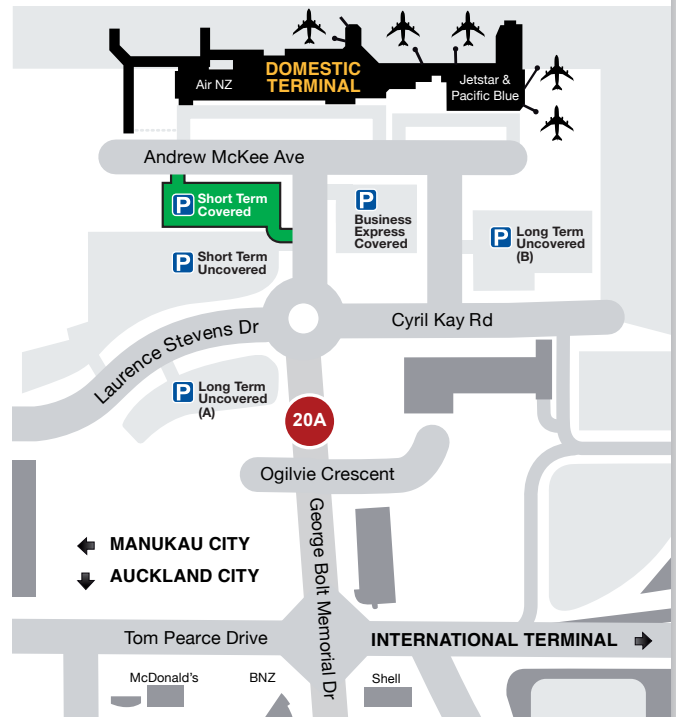 DOMESTIC
TERMINAL
Air NZ
Jetstar &
Pacific Blue
Andrew McKee Ave
P
Short Term
Covered
P
Business
Express
Covered
P
Short Term
Uncovered
P
Long Term
Uncovered
(B)
Laurence Stevens Dr
Cyril Kay Rd
P
Long Term
Uncovered
(A)
20A
Ogilvie Crescent
George Bolt Memorial Dr
MANUKAU CITY
AUCKLAND CITY
Tom Pearce Drive
INTERNATIONAL TERMINAL
McDonald's
BNZ
Shell